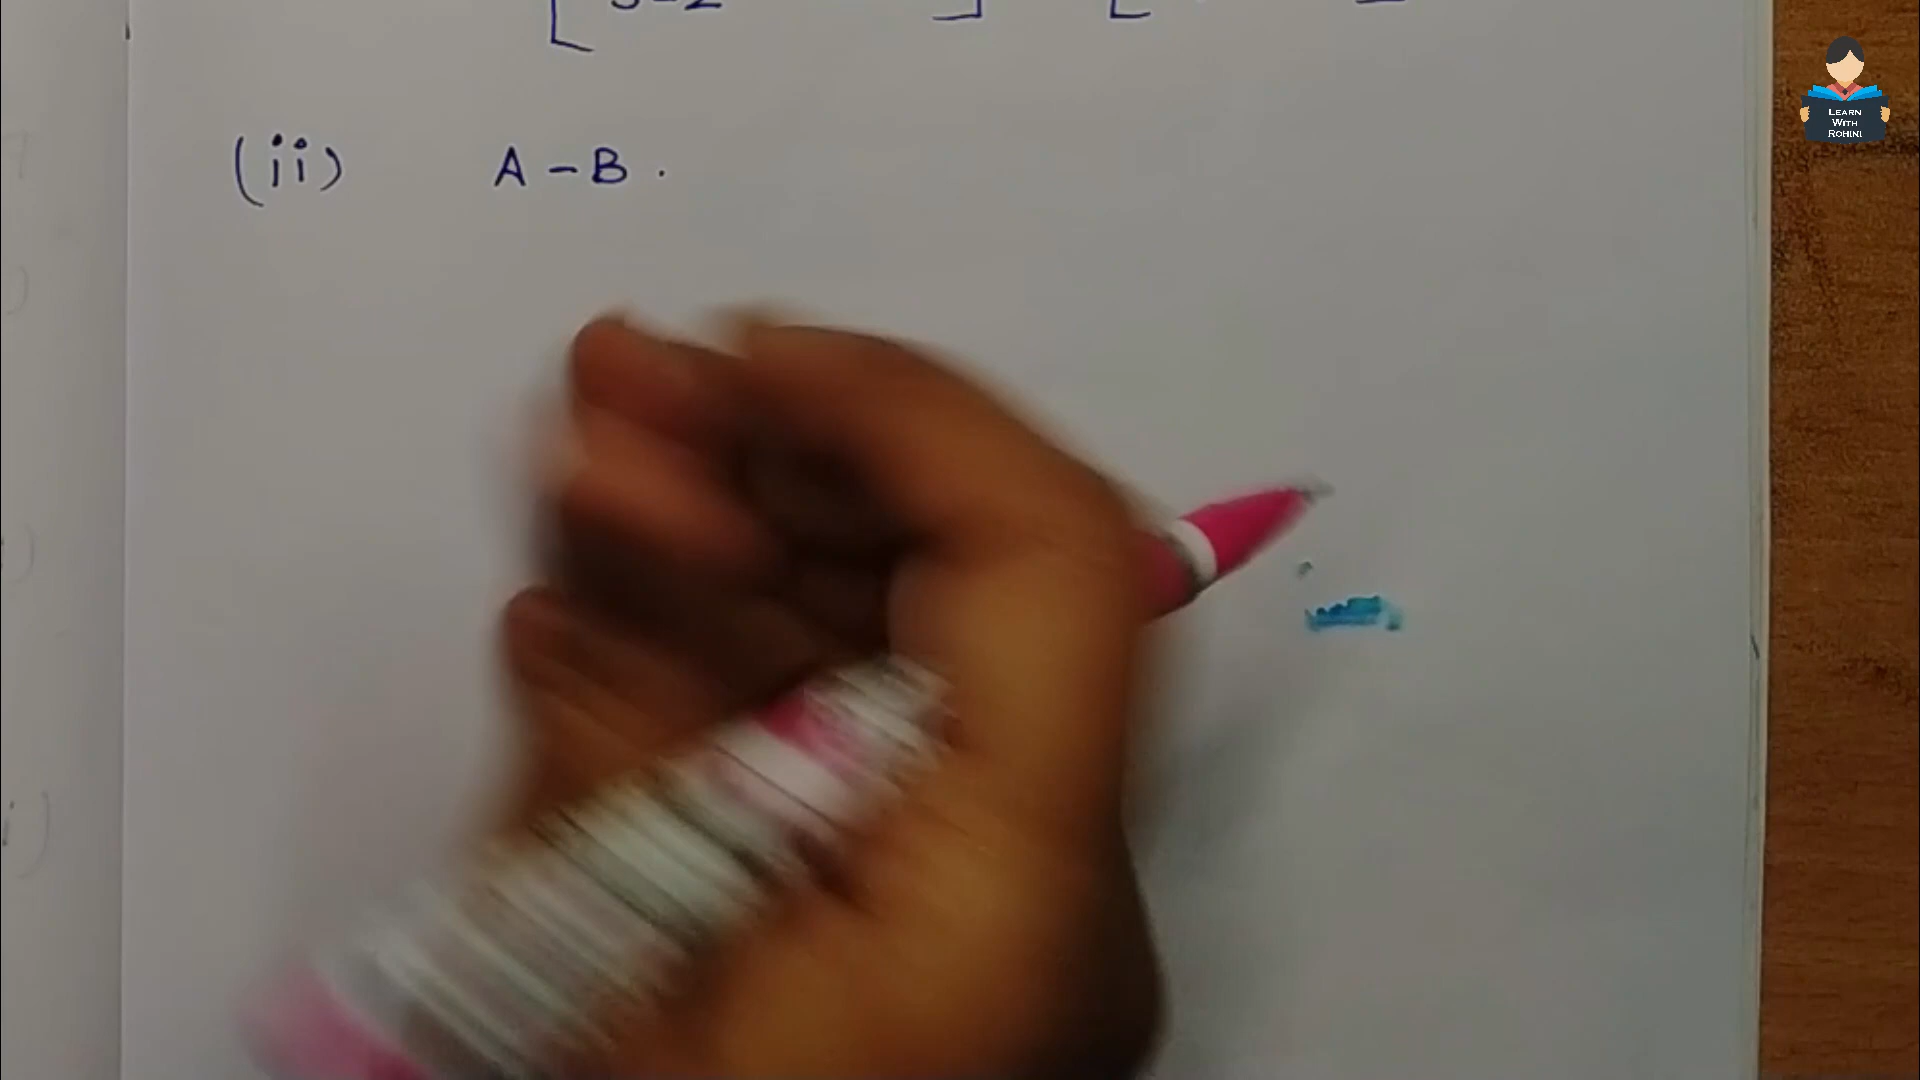 (ii) A - B .
LEARN
WITH
ROHINI